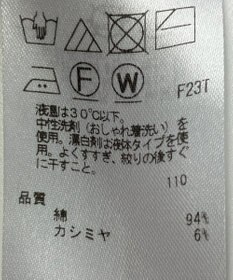 F W F23T
液温は30℃以下。
中性洗剤（おしゃれ着洗い）を
使用。漂白剤は液体タイプを使
用。よくすすぎ、絞りの後すぐ
に干すこと。
110
品質
綿 94%
カシミヤ 6%